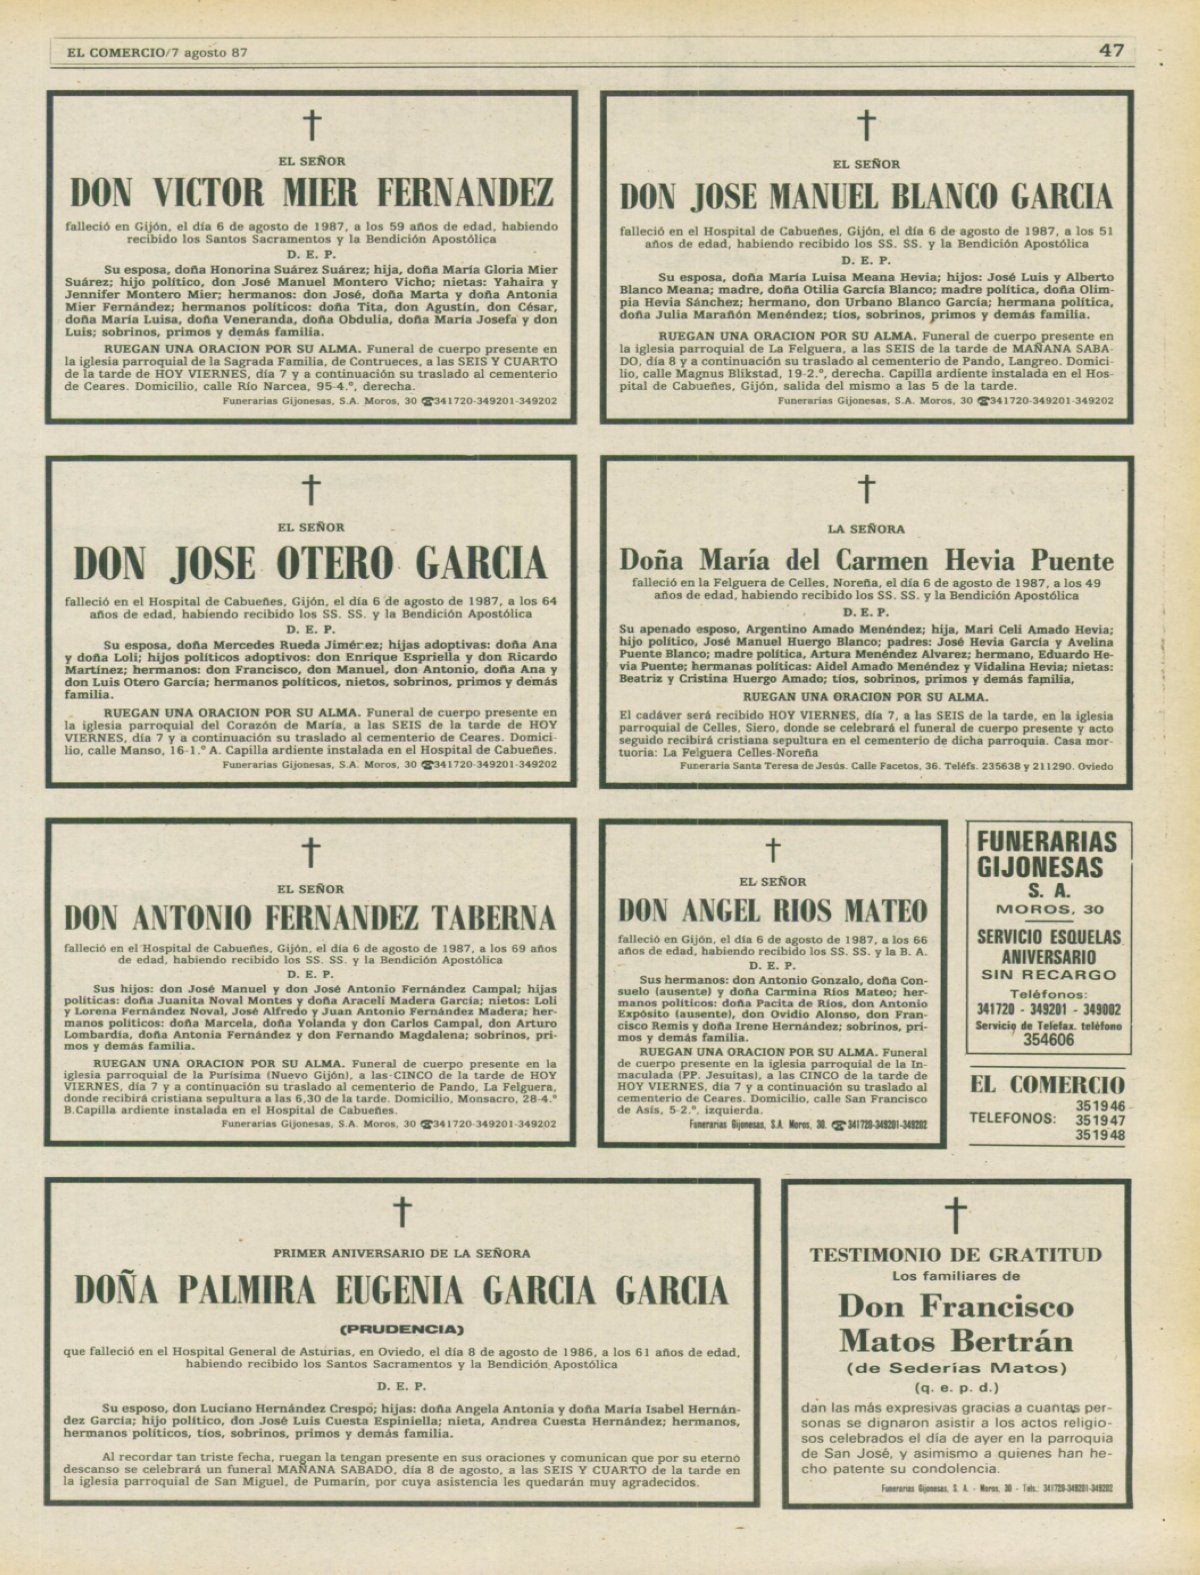 EL COMERCIO/7 agosto 87
47
EL SEÑOR
DON VICTOR MIER FERNANDEZ
falleció en Gijón, el día 6 de agosto de 1987, a los 59 años de edad, habiendo
recibido los Santos Sacramentos y la Bendición Apostólica
D. E. P.
Su esposa, doña Honorina Suárez Suárez; hija, doña María Gloria Mier
Suárez; hijo político, don José Manuel Montero Vicho; nietas: Yahaira y
Jennifer Montero Mier; hermanos: don José, doña Marta y doña Antonia
Mier Fernández; hermanos políticos: doña Tita, don Agustín, don César,
doña María Luisa, doña Veneranda, doña Obdulia, doña María Josefa y don
Luis; sobrinos, primos y demás familia.
RUEGAN UNA ORACION POR SU ALMA. Funeral de cuerpo presente en
la iglesia parroquial de la Sagrada Familia, de Contrueces, a las SEIS Y CUARTO
de la tarde de HOY VIERNES, día 7 y a continuación su traslado al cementerio
de Ceares. Domicilio, calle Río Narcea, 95-4.º, derecha.
Funerarias Gijonesas, S.A. Moros, 30 ☎341720-349201-349202
EL SEÑOR
DON JOSE MANUEL BLANCO GARCIA
falleció en el Hospital de Cabueñes, Gijón, el día 6 de agosto de 1987, a los 51
años de edad, habiendo recibido los SS. SS. y la Bendición Apostólica
D. E. P.
Su esposa, doña María Luisa Meana Hevia; hijos: José Luis y Alberto
Blanco Meana; madre, doña Otilia García Blanco; madre política, doña Olim-
pia Hevia Sánchez; hermano, don Urbano Blanco García; hermana política,
doña Julia Marañón Menéndez; tíos, sobrinos, primos y demás familia.
RUEGAN UNA ORACION POR SU ALMA. Funeral de cuerpo presente en
la iglesia parroquial de La Felguera, a las SEIS de la tarde de MAÑANA SABA-
DO, día 8 y a continuación su traslado al cementerio de Pando, Langreo. Domici-
lio, calle Magnus Blikstad, 19-2.º, derecha. Capilla ardiente instalada en el Hos-
pital de Cabueñes, Gijón, salida del mismo a las 5 de la tarde.
Funerarias Gijonesas, S.A. Moros, 30 ☎341720-349201-349202
EL SEÑOR
DON JOSE OTERO GARCIA
falleció en el Hospital de Cabueñes, Gijón, el día 6 de agosto de 1987, a los 64
años de edad, habiendo recibido los SS. SS. y la Bendición Apostólica
D. E. P.
Su esposa, doña Mercedes Rueda Jiménez; hijas adoptivas: doña Ana
y doña Loli; hijos políticos adoptivos: don Enrique Espriella y don Ricardo
Martínez; hermanos: don Francisco, don Manuel, don Antonio, doña Ana y
don Luis Otero García; hermanos políticos, nietos, sobrinos, primos y demás
familia.
RUEGAN UNA ORACION POR SU ALMA. Funeral de cuerpo presente en
la iglesia parroquial del Corazón de María, a las SEIS de la tarde de HOY
VIERNES, día 7 y a continuación su traslado al cementerio de Ceares. Domici-
lio, calle Manso, 16-1.º A. Capilla ardiente instalada en el Hospital de Cabueñes.
Funerarias Gijonesas, S.A. Moros, 30 ☎341720-349201-349202
LA SEÑORA
Doña María del Carmen Hevia Puente
falleció en la Felguera de Celles, Noreña, el día 6 de agosto de 1987, a los 49
años de edad, habiendo recibido los SS. SS. y la Bendición Apostólica
D. E. P.
Su apenado esposo, Argentino Amado Menéndez; hija, Mari Celi Amado Hevia;
hijo político, José Manuel Huergo Blanco; padres: José Hevia García y Avelina
Puente Blanco; madre política, Artura Menéndez Alvarez; hermano, Eduardo He-
via Puente; hermanas políticas: Aidel Amado Menéndez y Vidalina Hevia; nietas:
Beatriz y Cristina Huergo Amado; tíos, sobrinos, primos y demás familia,
RUEGAN UNA ORACION POR SU ALMA.
El cadáver será recibido HOY VIERNES, día 7, a las SEIS de la tarde, en la iglesia
parroquial de Celles, Siero, donde se celebrará el funeral de cuerpo presente y acto
seguido recibirá cristiana sepultura en el cementerio de dicha parroquia. Casa mor-
tuoria: La Felguera Celles-Noreña
Funeraria Santa Teresa de Jesús. Calle Facetos, 36. Teléfs. 235638 y 211290. Oviedo
EL SEÑOR
DON ANTONIO FERNANDEZ TABERNA
falleció en el Hospital de Cabueñes, Gijón, el día 6 de agosto de 1987, a los 69 años
de edad, habiendo recibido los SS. SS. y la Bendición Apostólica
D. E. P.
Sus hijos: don José Manuel y don José Antonio Fernández Campal; hijas
políticas: doña Juanita Noval Montes y doña Araceli Madera García; nietos: Loli
y Lorena Fernández Noval, José Alfredo y Juan Antonio Fernández Madera; her-
manos políticos: doña Marcela, doña Yolanda y don Carlos Campal, don Arturo
Lombardía, doña Antonia Fernández y don Fernando Magdalena; sobrinos, pri-
mos y demás familia.
RUEGAN UNA ORACION POR SU ALMA. Funeral de cuerpo presente en la
iglesia parroquial de la Purísima (Nuevo Gijón), a las CINCO de la tarde de HOY
VIERNES, día 7 y a continuación su traslado al cementerio de Pando, La Felguera,
donde recibirá cristiana sepultura a las 6,30 de la tarde. Domicilio, Monsacro, 28-4.º
B.Capilla ardiente instalada en el Hospital de Cabueñes.
Funerarias Gijonesas, S.A. Moros, 30 ☎341720-349201-349202
EL SEÑOR
DON ANGEL RIOS MATEO
falleció en Gijón, el día 6 de agosto de 1987, a los 66
años de edad, habiendo recibido los SS. SS. y la B. A.
D. E. P.
Sus hermanos: don Antonio Gonzalo, doña Con-
suelo (ausente) y doña Carmina Ríos Mateo; her-
manos políticos: doña Pacita de Ríos, don Antonio
Expósito (ausente), don Ovidio Alonso, don Fran-
cisco Remis y doña Irene Hernández; sobrinos, pri-
mos y demás familia.
RUEGAN UNA ORACION POR SU ALMA. Funeral
de cuerpo presente en la iglesia parroquial de la In-
maculada (PP. Jesuitas), a las CINCO de la tarde de
HOY VIERNES, día 7 y a continuación su traslado al
cementerio de Ceares. Domicilio, calle San Francisco
de Asís, 5-2.º, izquierda.
Funerarias Gijonesas, S.A. Moros, 30. ☎341720-349201-349202
FUNERARIAS
GIJONESAS
S. A.
MOROS, 30
SERVICIO ESQUELAS
ANIVERSARIO
SIN RECARGO
Teléfonos:
341720 - 349201 - 349002
Servicio de Telefax. teléfono
354606
EL COMERCIO
TELEFONOS:
351946
351947
351948
PRIMER ANIVERSARIO DE LA SEÑORA
DOÑA PALMIRA EUGENIA GARCIA GARCIA
(PRUDENCIA)
que falleció en el Hospital General de Asturias, en Oviedo, el día 8 de agosto de 1986, a los 61 años de edad,
habiendo recibido los Santos Sacramentos y la Bendición Apostólica
D. E. P.
Su esposo, don Luciano Hernández Crespo; hijas: doña Angela Antonia y doña María Isabel Hernán-
dez García; hijo político, don José Luis Cuesta Espiniella; nieta, Andrea Cuesta Hernández; hermanos,
hermanos políticos, tíos, sobrinos, primos y demás familia.
Al recordar tan triste fecha, ruegan la tengan presente en sus oraciones y comunican que por su eterno
descanso se celebrará un funeral MAÑANA SABADO, día 8 de agosto, a las SEIS Y CUARTO de la tarde en
la iglesia parroquial de San Miguel, de Pumarín, por cuya asistencia les quedarán muy agradecidos.
TESTIMONIO DE GRATITUD
Los familiares de
Don Francisco
Matos Bertrán
(de Sederías Matos)
(q. e. p. d.)
dan las más expresivas gracias a cuantas per-
sonas se dignaron asistir a los actos religio-
sos celebrados el día de ayer en la parroquia
de San José, y asimismo a quienes han he-
cho patente su condolencia.
Funerarias Gijonesas, S. A. - Moros, 30 - Tels.: 341720-349201-349202